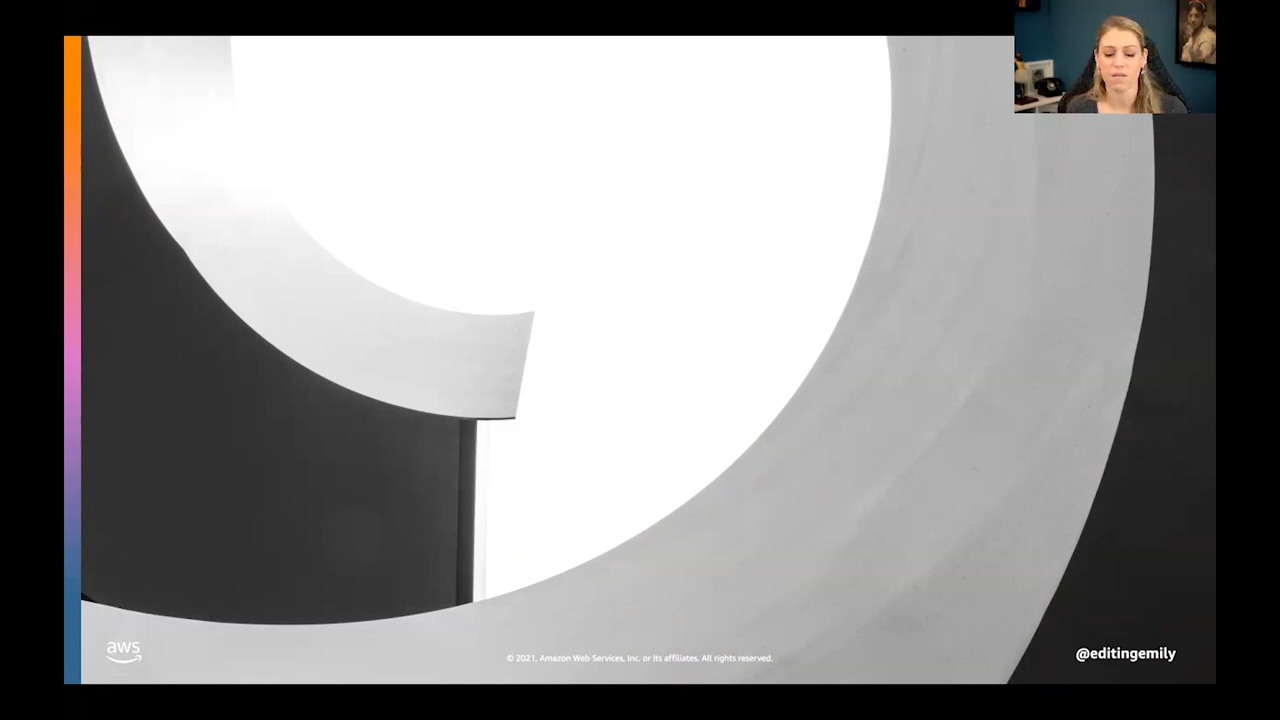 aws
© 2021, Amazon Web Services, Inc. or its affiliates. All rights reserved.
@editingemily